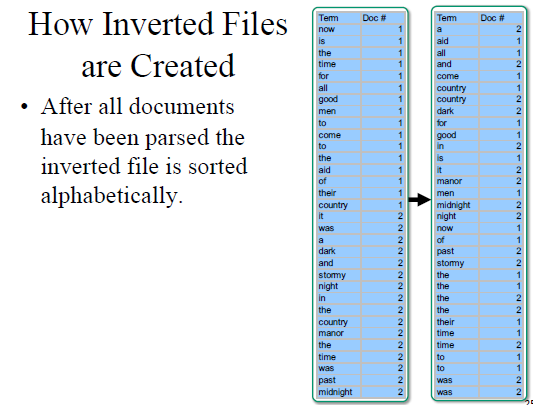 How Inverted Files
are Created
• After all documents
have been parsed the
inverted file is sorted
alphabetically.
Term Doc #
now 1
is 1
the 1
time 1
for 1
all 1
good 1
men 1
to 1
come 1
to 1
the 1
aid 1
of 1
their 1
country 1
it 2
was 2
a 2
dark 2
and 2
stormy 2
night 2
in 2
the 2
country 2
manor 2
the 2
time 2
was 2
past 2
midnight 2
Term Doc #
a 2
aid 1
all 1
and 2
come 1
country 1
country 2
dark 2
for 1
good 1
in 2
is 1
it 2
manor 2
men 1
midnight 2
night 2
now 1
of 1
past 2
stormy 2
the 1
the 1
the 2
the 2
their 1
time 1
time 2
to 1
to 1
was 2
was 2